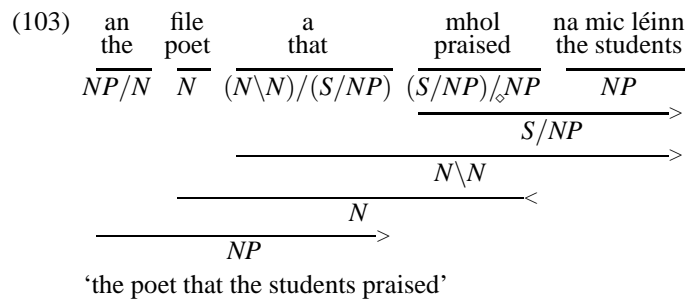 (103) an file a mhol na mic léinn
the poet that praised the students
NP/N N (N\N)/(S/NP) (S/NP)/⋄NP NP
>
S/NP
>
N\N
<
N
>
NP
‘the poet that the students praised’